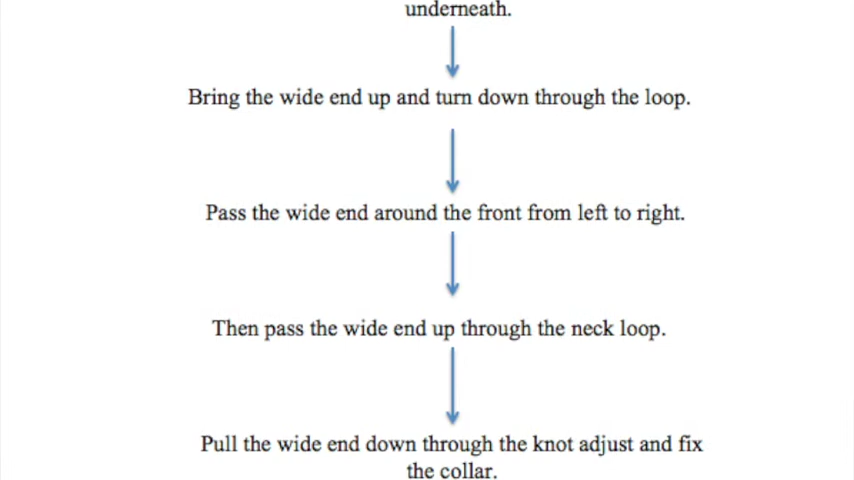 underneath.
Bring the wide end up and turn down through the loop.
Pass the wide end around the front from left to right.
Then pass the wide end up through the neck loop.
Pull the wide end down through the knot adjust and fix
the collar.